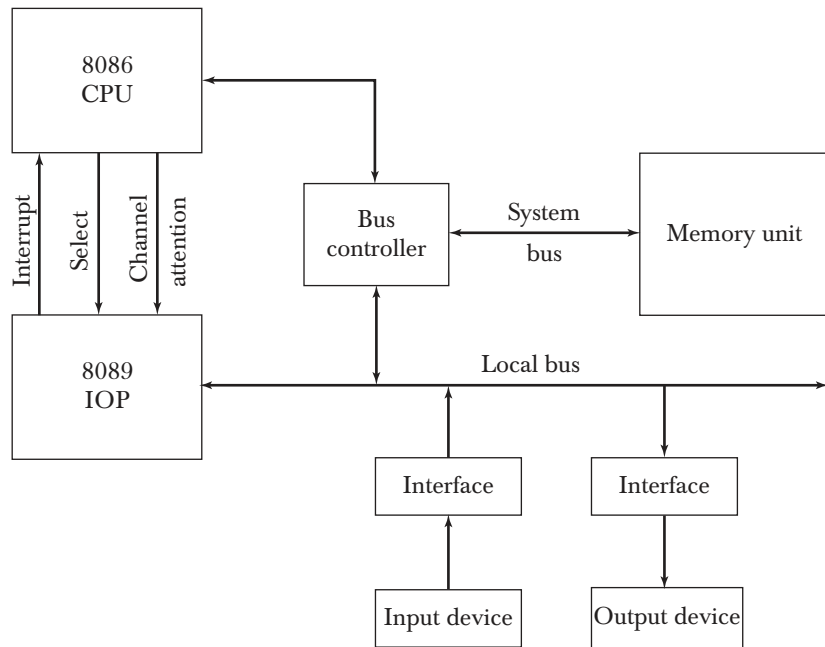 8086
CPU
Interrupt
Select
Channel
attention
Bus
controller
System
bus
Memory unit
8089
IOP
Local bus
Interface
Interface
Input device
Output device